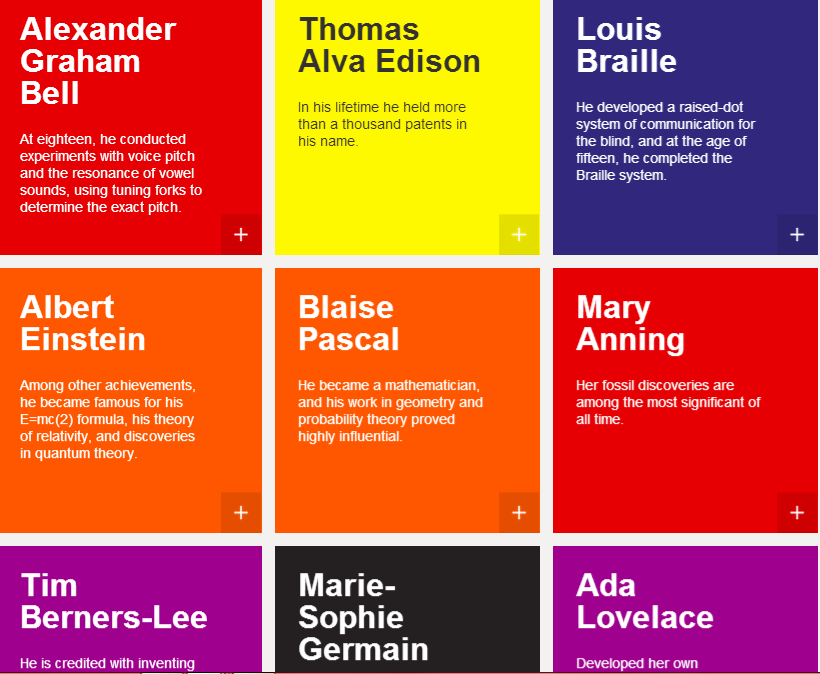 Alexander
Graham
Bell
At eighteen, he conducted
experiments with voice pitch
and the resonance of vowel
sounds, using tuning forks to
determine the exact pitch.
+
Thomas
Alva Edison
In his lifetime he held more
than a thousand patents in
his name.
+
Louis
Braille
He developed a raised-dot
system of communication for
the blind, and at the age of
fifteen, he completed the
Braille system.
+
Albert
Einstein
Among other achievements,
he became famous for his
E=mc(2) formula, his theory
of relativity, and discoveries
in quantum theory.
+
Blaise
Pascal
He became a mathematician,
and his work in geometry and
probability theory proved
highly influential.
+
Mary
Anning
Her fossil discoveries are
among the most significant of
all time.
+
Tim
Berners-Lee
He is credited with inventing
Marie-
Sophie
Germain
Ada
Lovelace
Developed her own